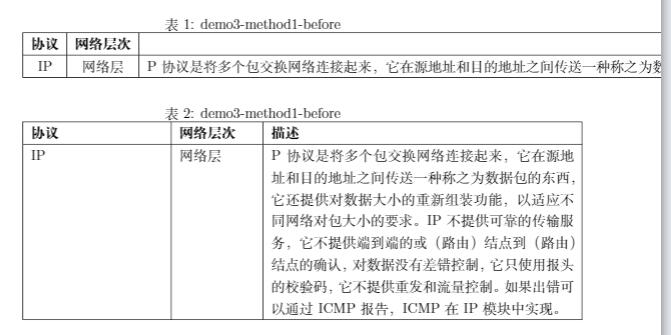 表 1: demo3-method1-before
协议 网络层次
IP 网络层 P 协议是将多个包交换网络连接起来，它在源地址和目的地址之间传送一种称之为数
表 2: demo3-method1-before
协议 网络层次 描述
IP 网络层 P 协议是将多个包交换网络连接起来，它在源地
址和目的地址之间传送一种称之为数据包的东西，
它还提供对数据大小的重新组装功能，以适应不
同网络对包大小的要求。IP 不提供可靠的传输服
务，它不提供端到端的或（路由）结点到（路由）
结点的确认，对数据没有差错控制，它只使用报头
的校验码，它不提供重发和流量控制。如果出错可
以通过 ICMP 报告，ICMP 在 IP 模块中实现。